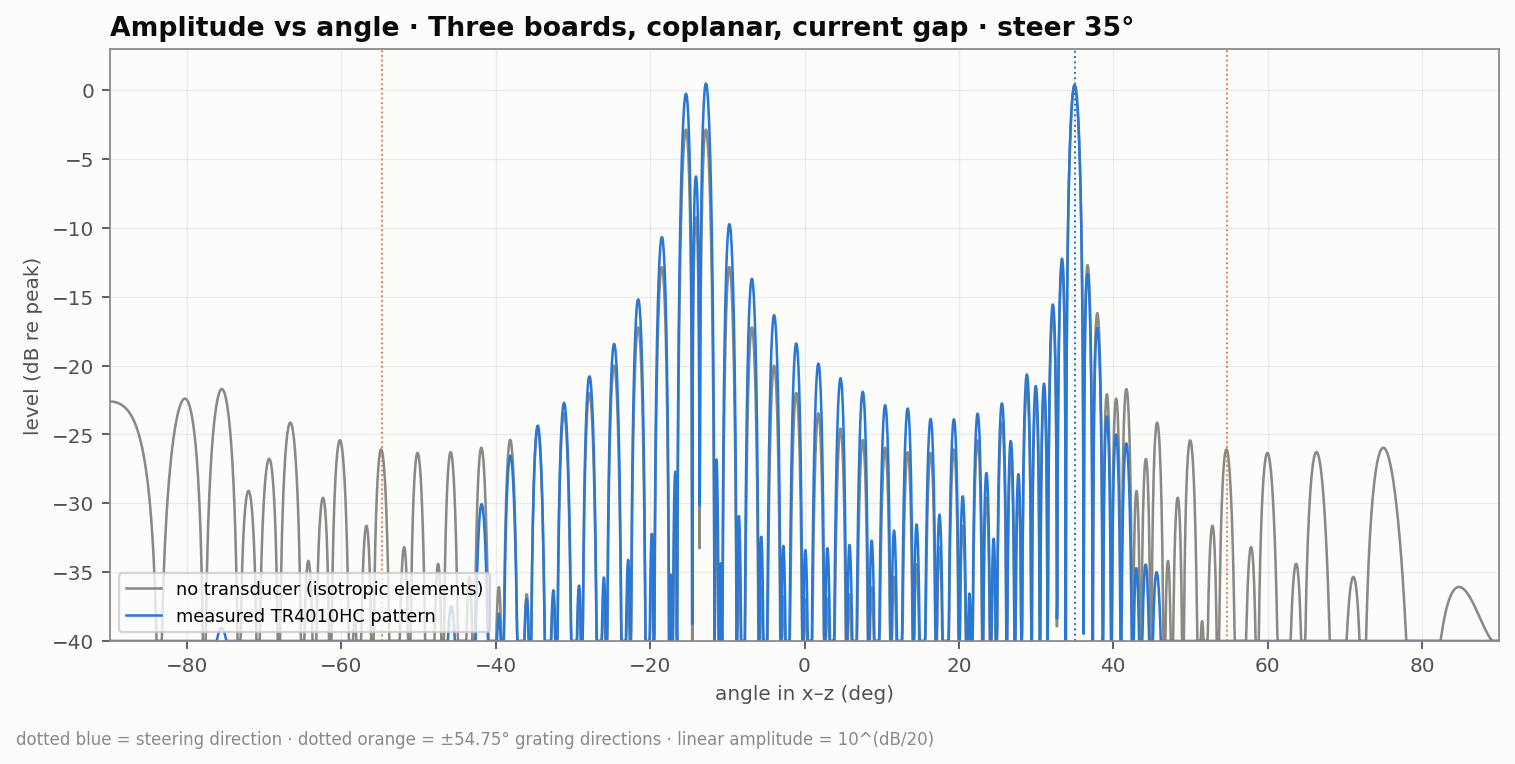 Amplitude vs angle · Three boards, coplanar, current gap · steer 35°
level (dB re peak)
0
−5
−10
−15
−20
−25
−30
−35
−40
no transducer (isotropic elements)
measured TR4010HC pattern
−80 −60 −40 −20 0 20 40 60 80
angle in x–z (deg)
dotted blue = steering direction · dotted orange = ±54.75° grating directions · linear amplitude = 10^(dB/20)